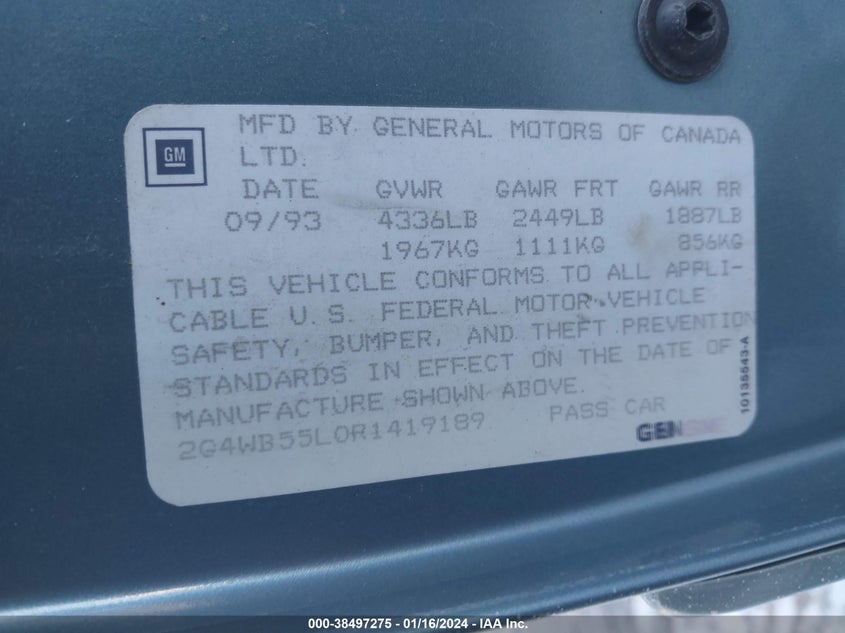 GM
MFD BY GENERAL MOTORS OF CANADA
LTD.
DATE GVWR GAWR FRT GAWR RR
09/93 4336LB 2449LB 1887LB
1967KG 1111KG 856KG
THIS VEHICLE CONFORMS TO ALL APPLI-
CABLE U.S. FEDERAL MOTOR VEHICLE
SAFETY, BUMPER, AND THEFT PREVENTION
STANDARDS IN EFFECT ON THE DATE OF
MANUFACTURE SHOWN ABOVE.
2G4WB55L0R1419189 PASS CAR
10135543-A
000-38497275 - 01/16/2024 - IAA Inc.